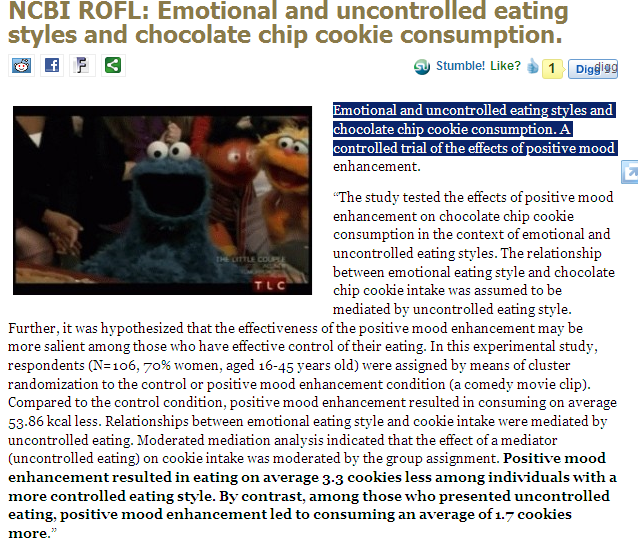 NCBI ROFL: Emotional and uncontrolled eating
styles and chocolate chip cookie consumption.
Stumble! Like?
1
Digg
digg
Emotional and uncontrolled eating styles and
chocolate chip cookie consumption. A
controlled trial of the effects of positive mood
enhancement.
THE LITTLE COUPLE
TLC
“The study tested the effects of positive mood
enhancement on chocolate chip cookie
consumption in the context of emotional and
uncontrolled eating styles. The relationship
between emotional eating style and chocolate
chip cookie intake was assumed to be
mediated by uncontrolled eating style.
Further, it was hypothesized that the effectiveness of the positive mood enhancement may be
more salient among those who have effective control of their eating. In this experimental study,
respondents (N=106, 70% women, aged 16-45 years old) were assigned by means of cluster
randomization to the control or positive mood enhancement condition (a comedy movie clip).
Compared to the control condition, positive mood enhancement resulted in consuming on average
53.86 kcal less. Relationships between emotional eating style and cookie intake were mediated by
uncontrolled eating. Moderated mediation analysis indicated that the effect of a mediator
(uncontrolled eating) on cookie intake was moderated by the group assignment. Positive mood
enhancement resulted in eating on average 3.3 cookies less among individuals with a
more controlled eating style. By contrast, among those who presented uncontrolled
eating, positive mood enhancement led to consuming an average of 1.7 cookies
more.”